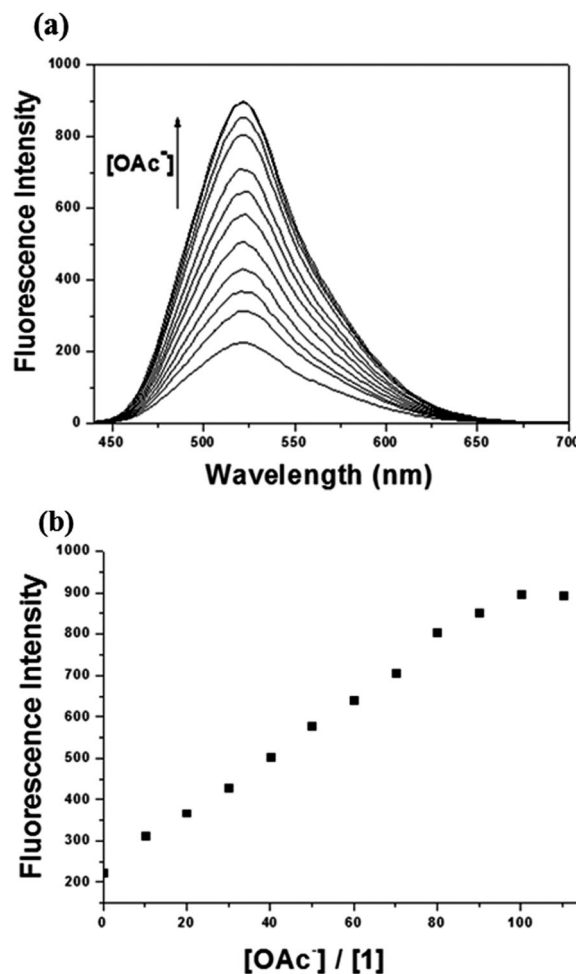 (a)
Fluorescence Intensity
1000
800
600
400
200
0
[OAc⁻]
450 500 550 600 650 700
Wavelength (nm)
(b)
Fluorescence Intensity
1000
900
800
700
600
500
400
300
200
0 20 40 60 80 100
[OAc⁻] / [1]